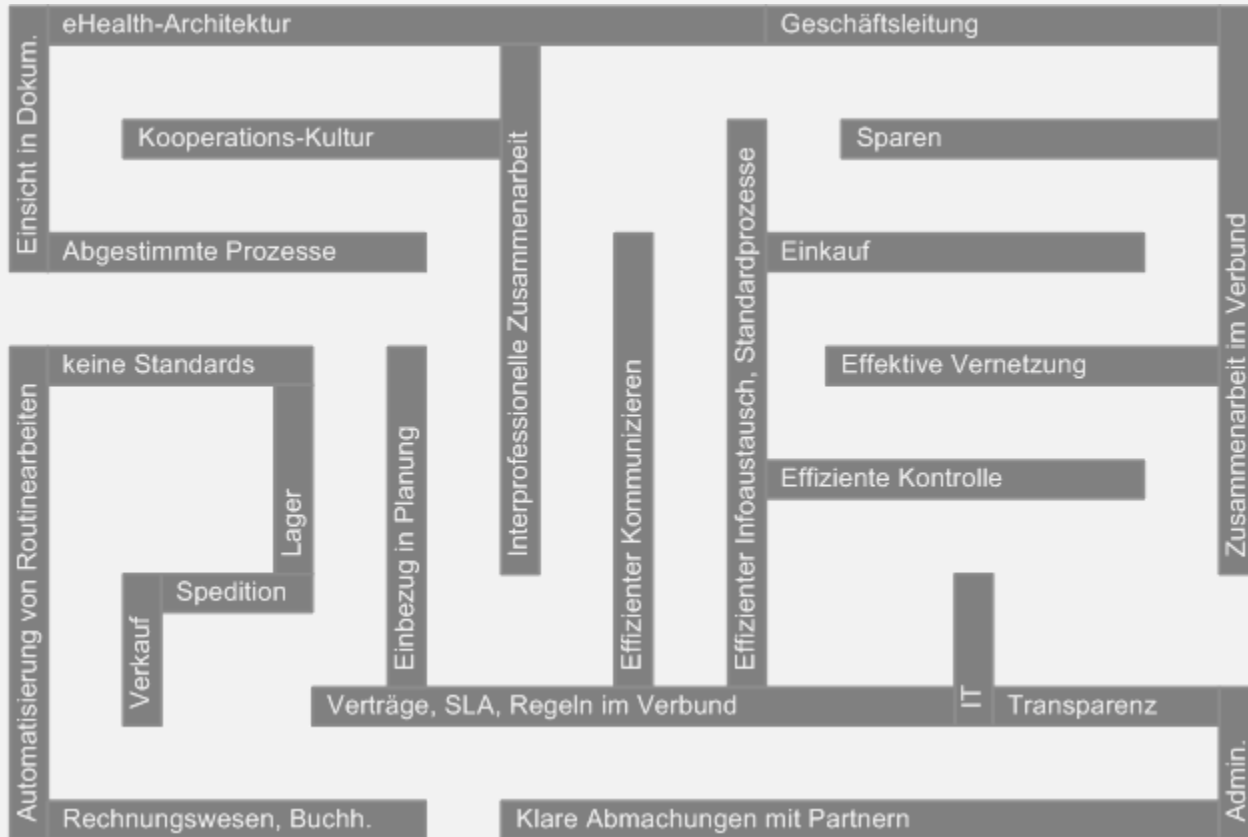 eHealth-Architektur
Geschäftsleitung
Einsicht in Dokum.
Kooperations-Kultur
Sparen
Abgestimmte Prozesse
Interprofessionelle Zusammenarbeit
Effizienter Infoaustausch, Standardprozesse
Einkauf
Zusammenarbeit im Verbund
keine Standards
Effektive Vernetzung
Automatisierung von Routinearbeiten
Lager
Einbezug in Planung
Effizienter Kommunizieren
Effiziente Kontrolle
Spedition
Verkauf
Verträge, SLA, Regeln im Verbund
IT
Transparenz
Admin.
Rechnungswesen, Buchh.
Klare Abmachungen mit Partnern